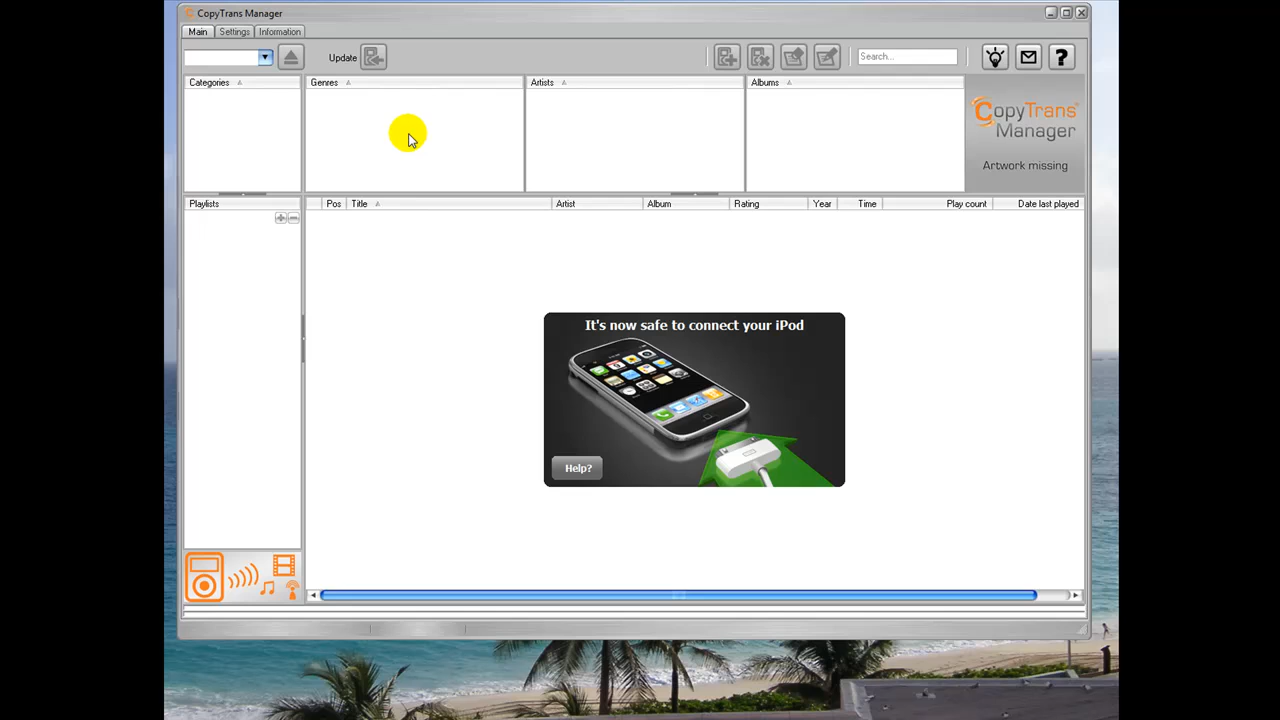 CopyTrans Manager
Main Settings Information
Update
Search...
?
Categories Genres Artists Albums
CopyTrans
Manager
Artwork missing
Playlists Pos Title Artist Album Rating Year Time Play count Date last played
It's now safe to connect your iPod
Help?